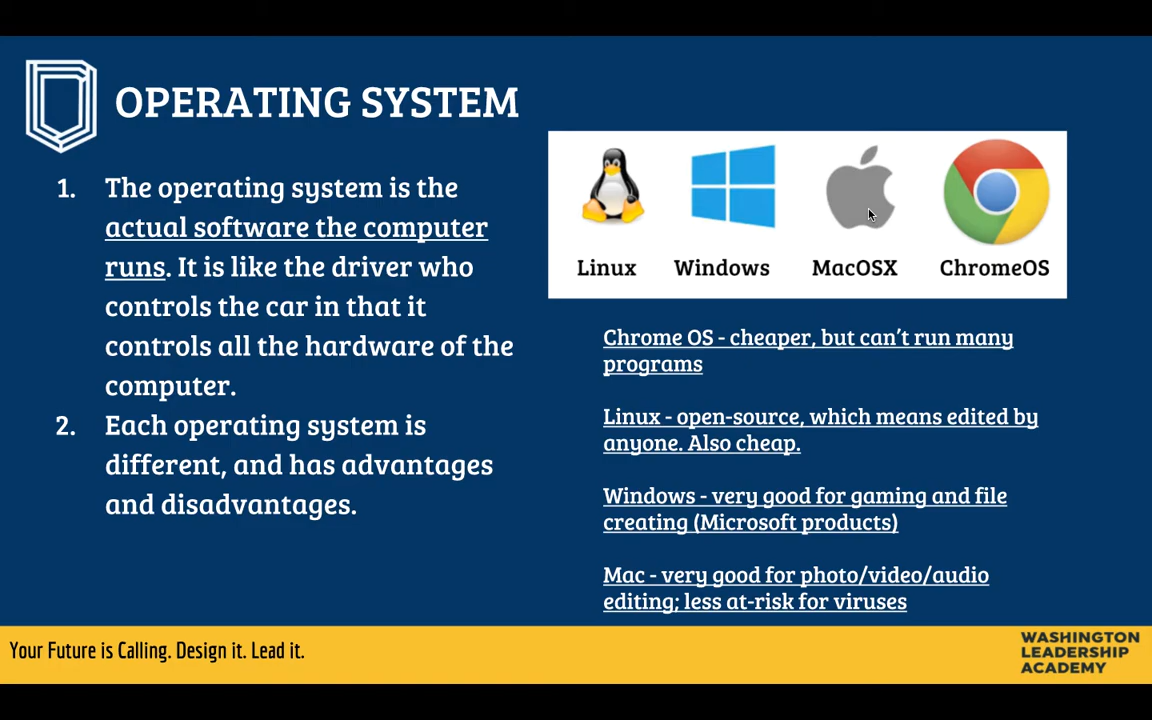 OPERATING SYSTEM
1. The operating system is the
actual software the computer
runs. It is like the driver who
controls the car in that it
controls all the hardware of the
computer.
2. Each operating system is
different, and has advantages
and disadvantages.
Linux Windows MacOSX ChromeOS
Chrome OS - cheaper, but can't run many
programs
Linux - open-source, which means edited by
anyone. Also cheap.
Windows - very good for gaming and file
creating (Microsoft products)
Mac - very good for photo/video/audio
editing; less at-risk for viruses
Your Future is Calling. Design it. Lead it.
WASHINGTON
LEADERSHIP
ACADEMY